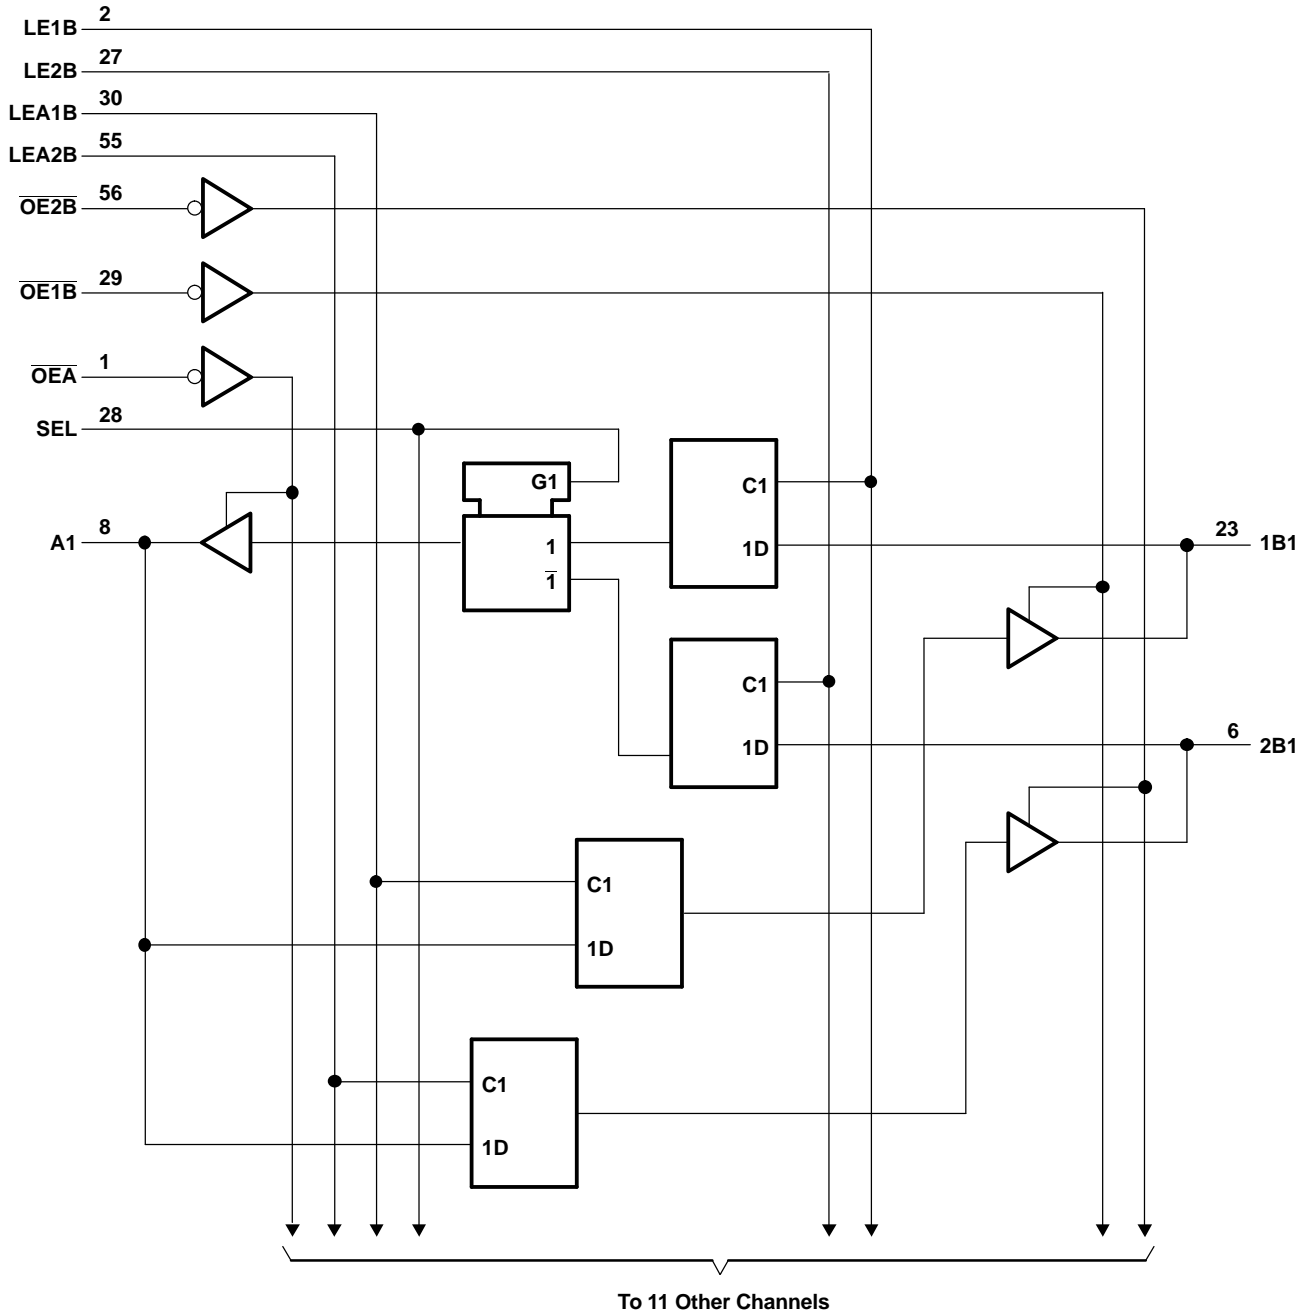 LE1B 2
LE2B 27
LEA1B 30
LEA2B 55
OE2B 56
OE1B 29
OEA 1
SEL 28
G1
C1
A1 8
1
1D
23 1B1
1
C1
1D
6 2B1
C1
1D
C1
1D
To 11 Other Channels